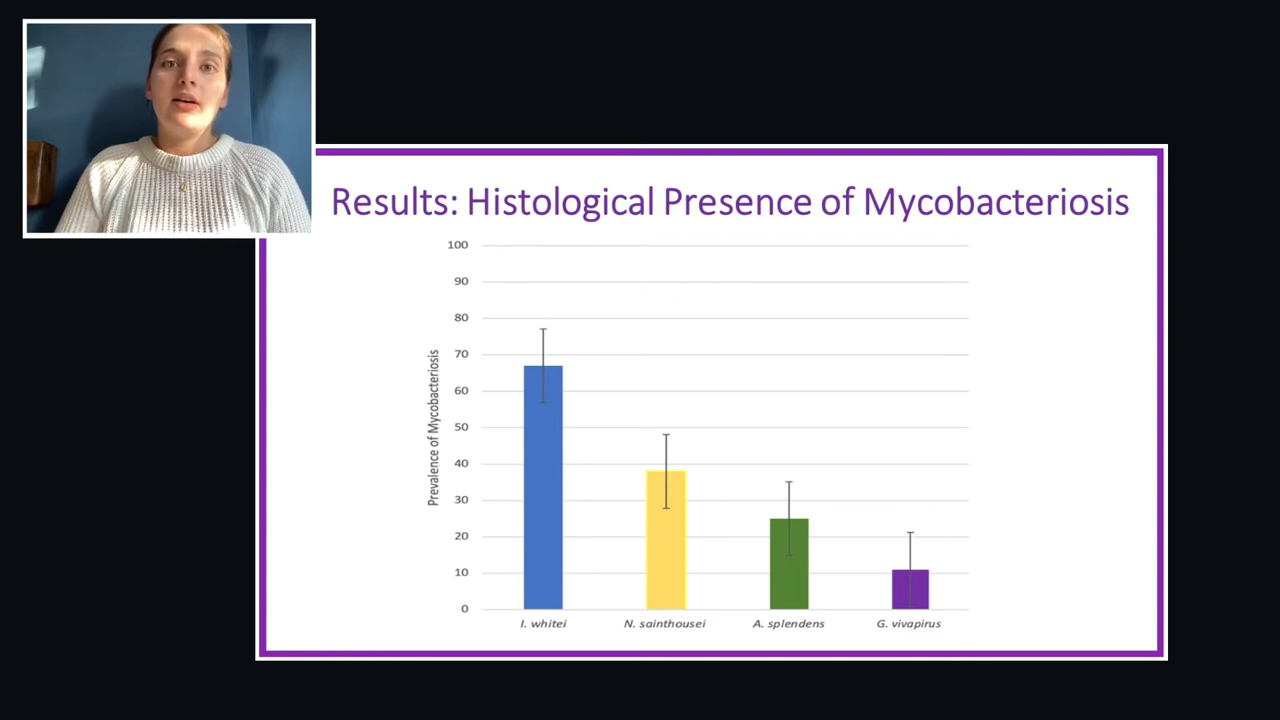 Results: Histological Presence of Mycobacteriosis
100
90
80
70
60
50
40
30
20
10
0
Prevalence of Mycobacteriosis
I. whitei
N. sainthousei
A. splendens
G. vivapirus